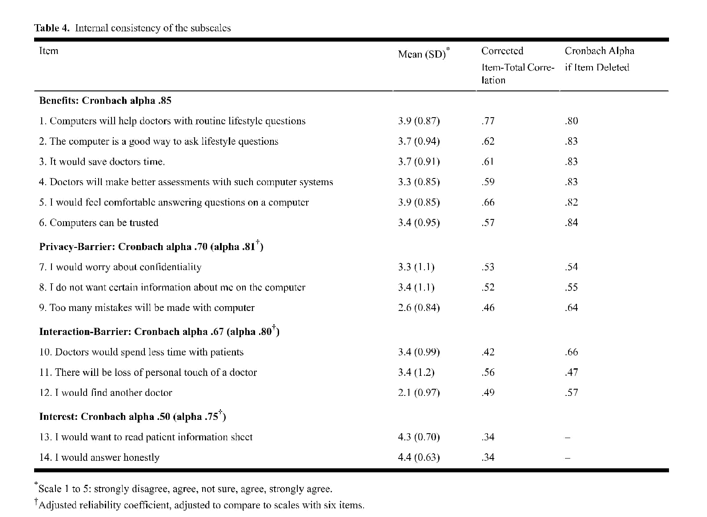 Table 4. Internal consistency of the subscales
Item Mean (SD)* Corrected Cronbach Alpha
Item-Total Corre- if Item Deleted
lation
Benefits: Cronbach alpha .85
1. Computers will help doctors with routine lifestyle questions 3.9 (0.87) .77 .80
2. The computer is a good way to ask lifestyle questions 3.7 (0.94) .62 .83
3. It would save doctors time. 3.7 (0.91) .61 .83
4. Doctors will make better assessments with such computer systems 3.3 (0.85) .59 .83
5. I would feel comfortable answering questions on a computer 3.9 (0.85) .66 .82
6. Computers can be trusted 3.4 (0.95) .57 .84
Privacy-Barrier: Cronbach alpha .70 (alpha .81†)
7. I would worry about confidentiality 3.3 (1.1) .53 .54
8. I do not want certain information about me on the computer 3.4 (1.1) .52 .55
9. Too many mistakes will be made with computer 2.6 (0.84) .46 .64
Interaction-Barrier: Cronbach alpha .67 (alpha .80†)
10. Doctors would spend less time with patients 3.4 (0.99) .42 .66
11. There will be loss of personal touch of a doctor 3.4 (1.2) .56 .47
12. I would find another doctor 2.1 (0.97) .49 .57
Interest: Cronbach alpha .50 (alpha .75†)
13. I would want to read patient information sheet 4.3 (0.70) .34 –
14. I would answer honestly 4.4 (0.63) .34 –
*Scale 1 to 5: strongly disagree, agree, not sure, agree, strongly agree.
†Adjusted reliability coefficient, adjusted to compare to scales with six items.